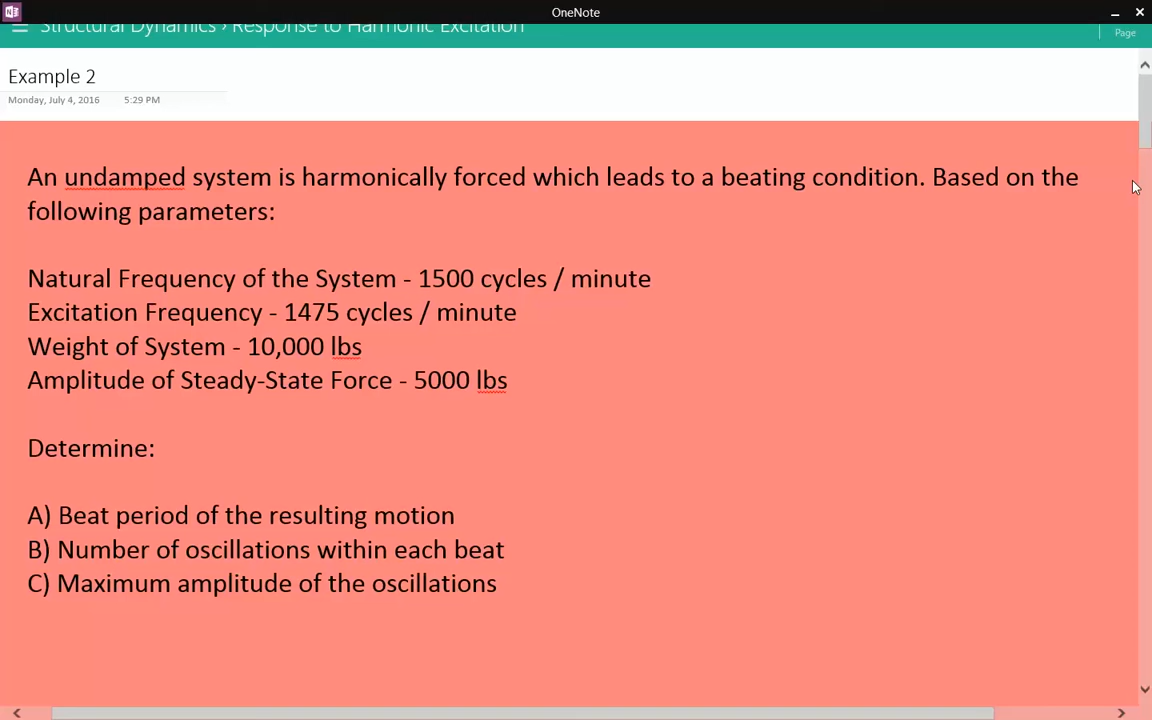 OneNote
Structural Dynamics › Response to Harmonic Excitation
Page
Example 2
Monday, July 4, 2016 5:29 PM
An undamped system is harmonically forced which leads to a beating condition. Based on the
following parameters:
Natural Frequency of the System - 1500 cycles / minute
Excitation Frequency - 1475 cycles / minute
Weight of System - 10,000 lbs
Amplitude of Steady-State Force - 5000 lbs
Determine:
A) Beat period of the resulting motion
B) Number of oscillations within each beat
C) Maximum amplitude of the oscillations